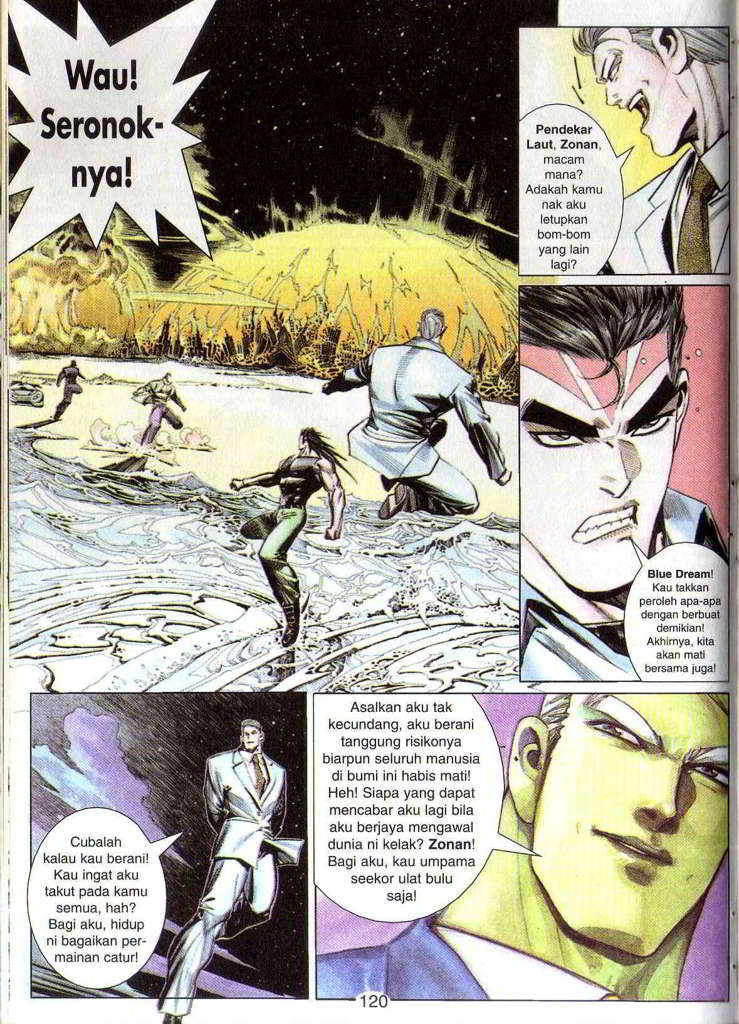 Wau!
Seronok-
nya!
Pendekar
Laut, Zonan,
macam
mana?
Adakah kamu
nak aku
letupkan
bom-bom
yang lain
lagi?
Blue Dream!
Kau takkan
peroleh apa-apa
dengan berbuat
demikian!
Akhirnya, kita
akan mati
bersama juga!
Cubalah
kalau kau berani!
Kau ingat aku
takut pada kamu
semua, hah?
Bagi aku, hidup
ni bagaikan per-
mainan catur!
Asalkan aku tak
kecundang, aku berani
tanggung risikonya
biarpun seluruh manusia
di bumi ini habis mati!
Heh! Siapa yang dapat
mencabar aku lagi bila
aku berjaya mengawal
dunia ni kelak? Zonan!
Bagi aku, kau umpama
seekor ulat bulu
saja!
120